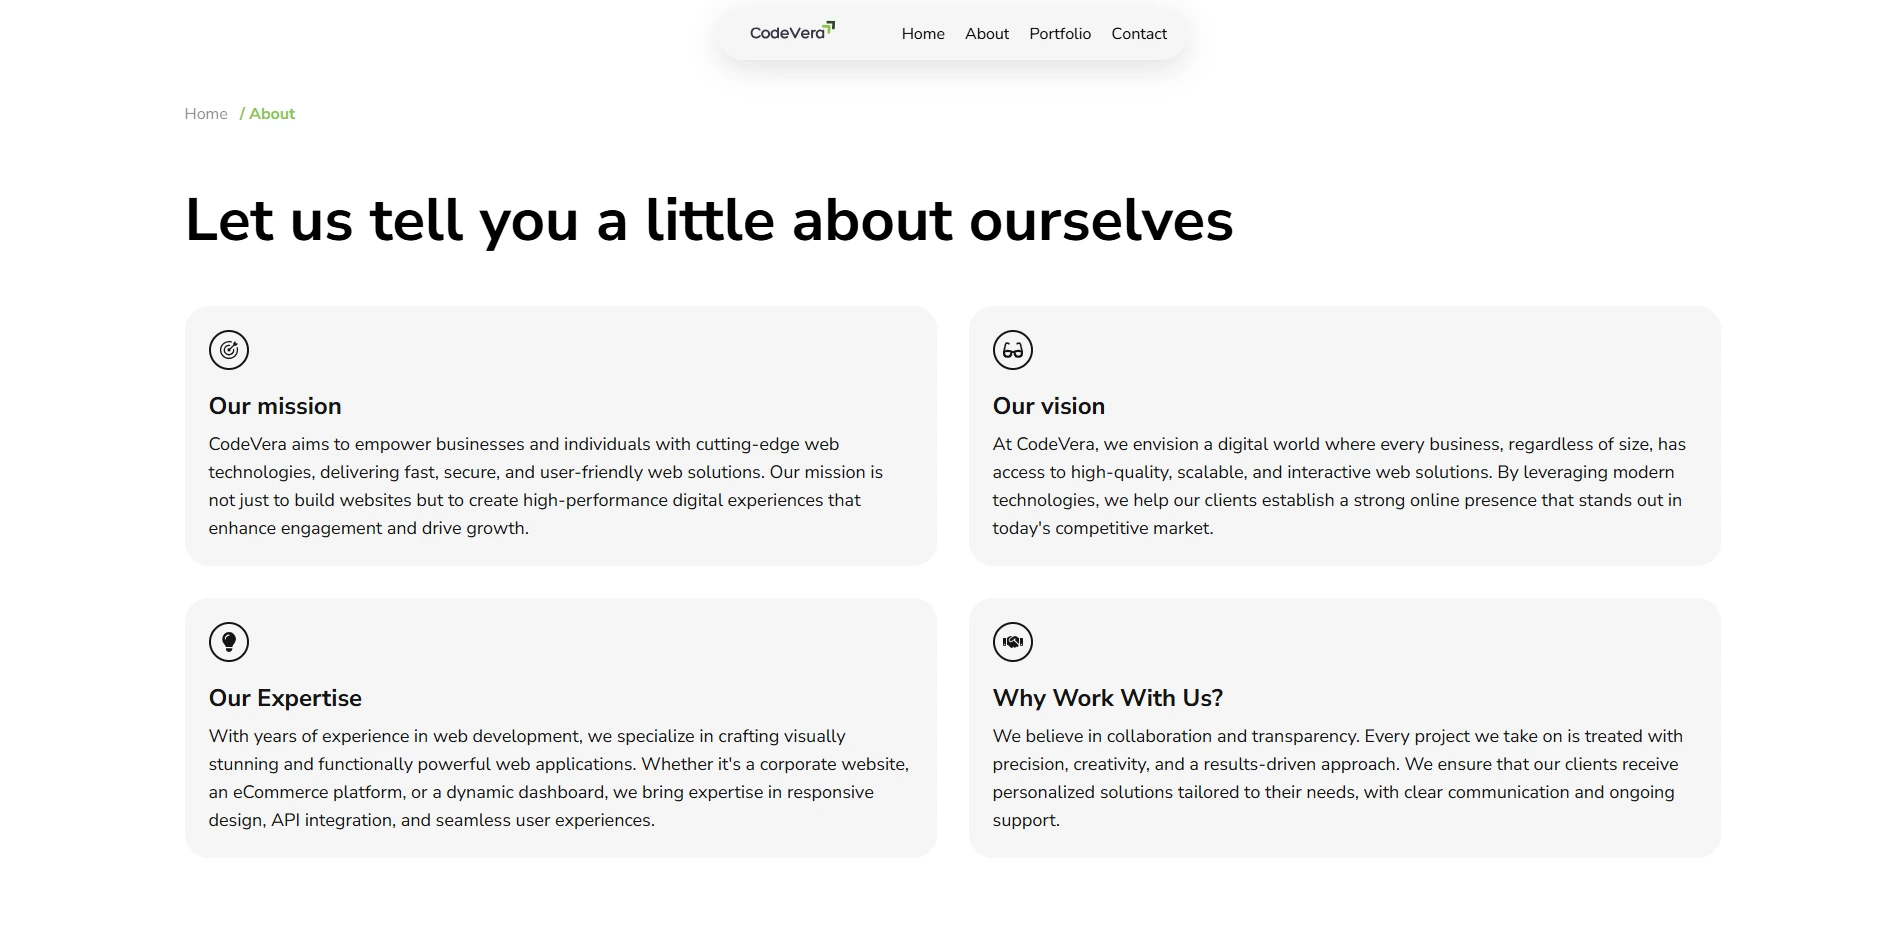 CodeVera
Home About Portfolio Contact
Home / About
Let us tell you a little about ourselves
Our mission
CodeVera aims to empower businesses and individuals with cutting-edge web
technologies, delivering fast, secure, and user-friendly web solutions. Our mission is
not just to build websites but to create high-performance digital experiences that
enhance engagement and drive growth.
Our vision
At CodeVera, we envision a digital world where every business, regardless of size, has
access to high-quality, scalable, and interactive web solutions. By leveraging modern
technologies, we help our clients establish a strong online presence that stands out in
today's competitive market.
Our Expertise
With years of experience in web development, we specialize in crafting visually
stunning and functionally powerful web applications. Whether it's a corporate website,
an eCommerce platform, or a dynamic dashboard, we bring expertise in responsive
design, API integration, and seamless user experiences.
Why Work With Us?
We believe in collaboration and transparency. Every project we take on is treated with
precision, creativity, and a results-driven approach. We ensure that our clients receive
personalized solutions tailored to their needs, with clear communication and ongoing
support.